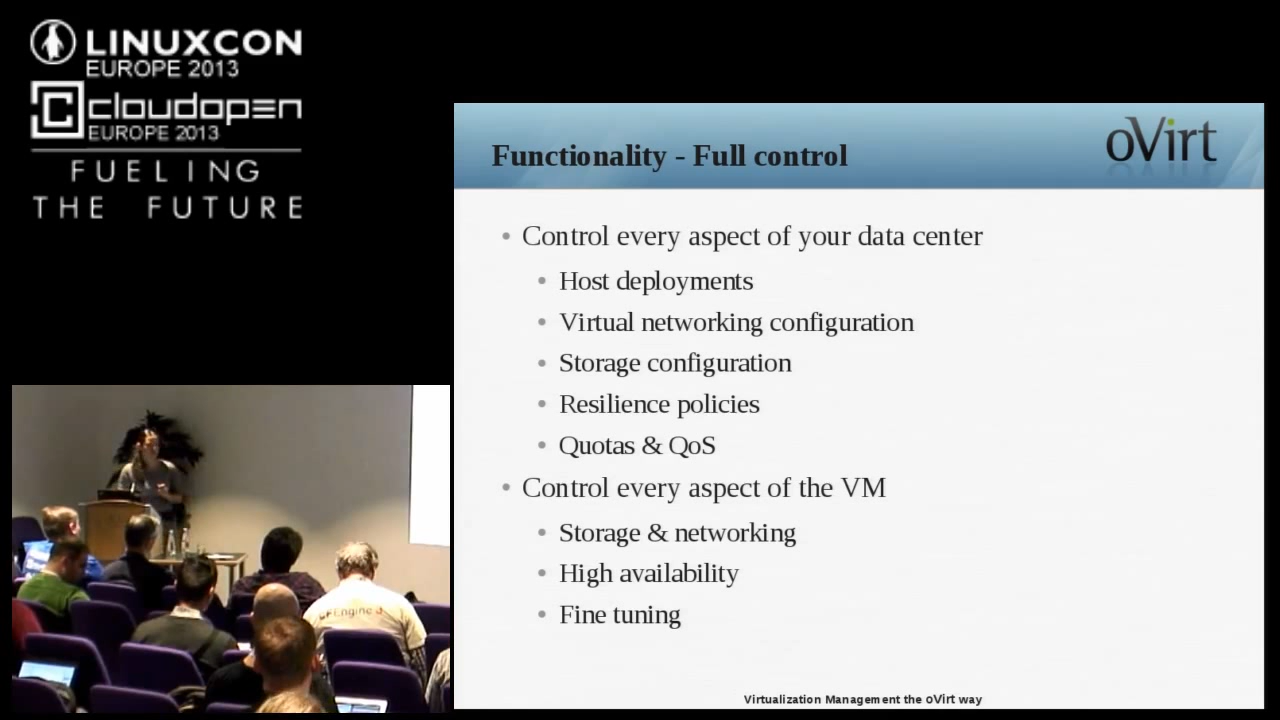 LINUXCON
EUROPE 2013
cloudopen
EUROPE 2013
FUELING
THE FUTURE
Functionality - Full control
oVirt
• Control every aspect of your data center
• Host deployments
• Virtual networking configuration
• Storage configuration
• Resilience policies
• Quotas & QoS
• Control every aspect of the VM
• Storage & networking
• High availability
• Fine tuning
Virtualization Management the oVirt way
CFEngine 3